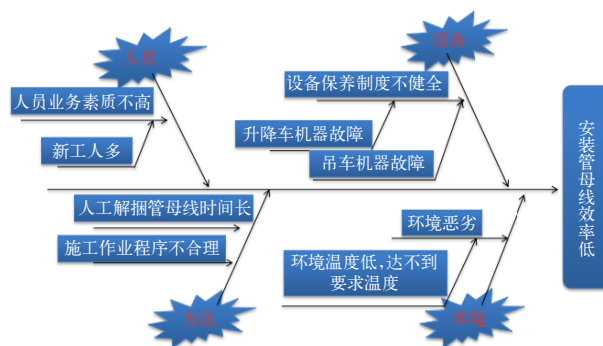 人员
设备
人员业务素质不高
设备保养制度不健全
新工人多
升降车机器故障
吊车机器故障
安装管母线效率低
人工解捆管母线时间长
环境恶劣
施工作业程序不合理
环境温度低,达不到
要求温度
方法
环境